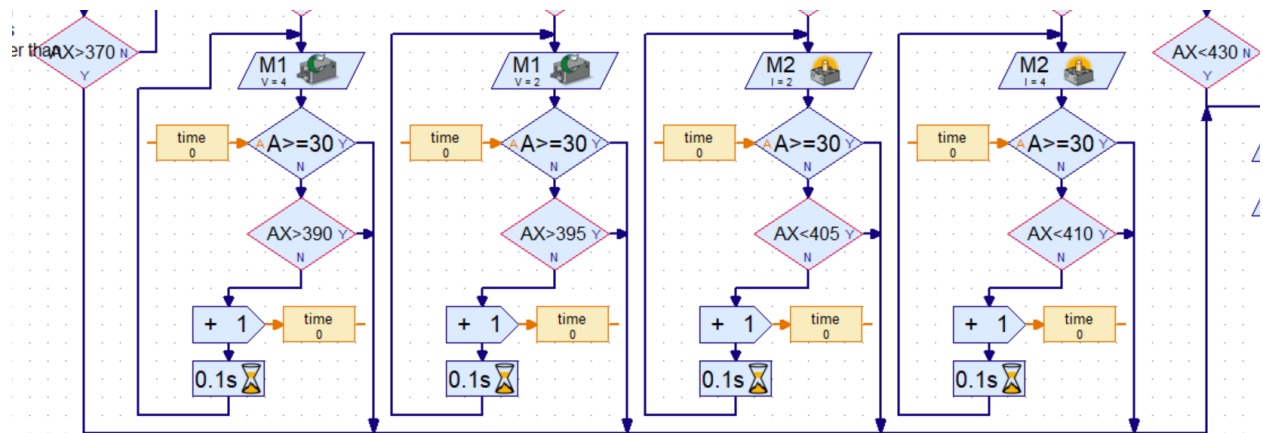 s
er than
AX>370 N
Y
M1
V = 4
time
0
A A>=30 Y
N
AX>390 Y
N
+ 1
time
0
0.1s
M1
V = 2
time
0
A A>=30 Y
N
AX>395 Y
N
+ 1
time
0
0.1s
M2
I = 2
time
0
A A>=30 Y
N
AX<405 Y
N
+ 1
time
0
0.1s
M2
I = 4
time
0
A A>=30 Y
N
AX<410 Y
N
+ 1
time
0
0.1s
AX<430 N
Y